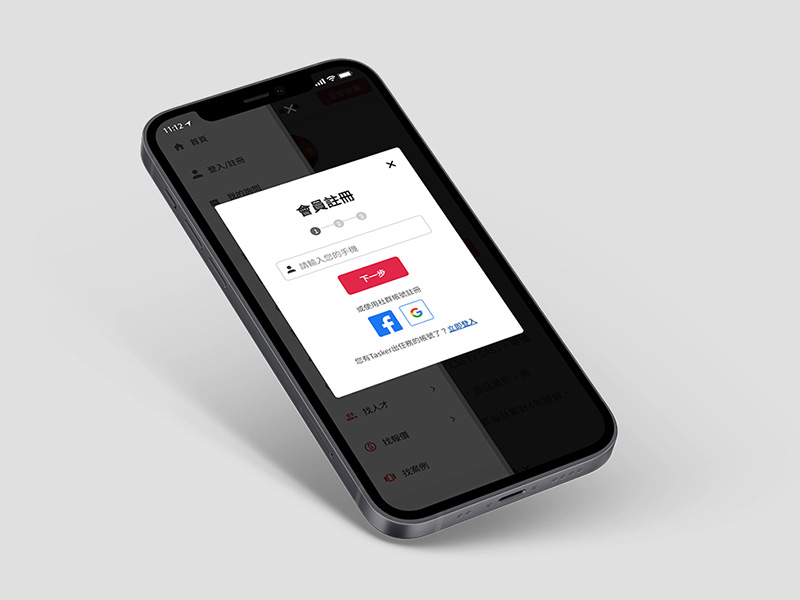 11:12
首頁
登入/註冊
我的詢問
會員註冊
1
2
3
請輸入您的手機
下一步
或使用社群帳號註冊
您有Tasker出任務的帳號了？立即登入
找人才
找報價
找案例